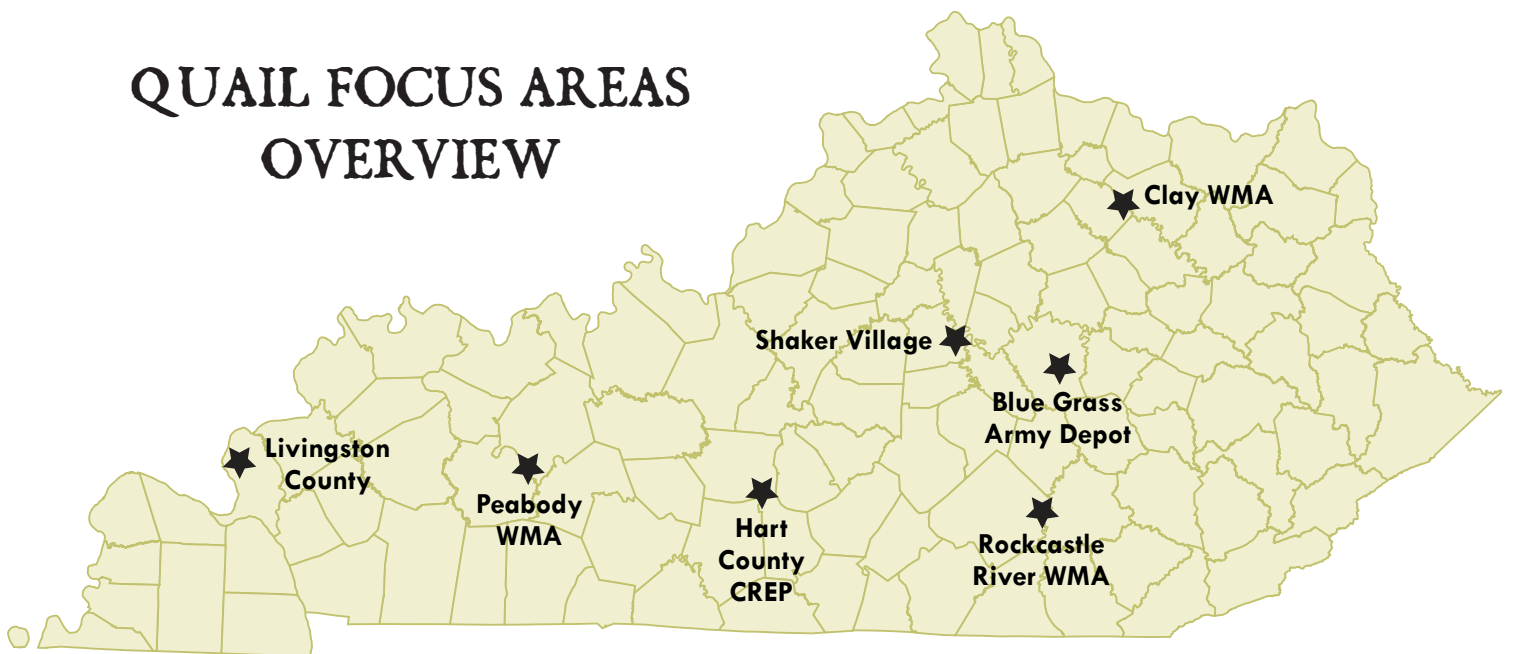 QUAIL FOCUS AREAS
OVERVIEW
Clay WMA
Shaker Village
Blue Grass
Army Depot
Livingston
County
Peabody
WMA
Hart
County
CREP
Rockcastle
River WMA